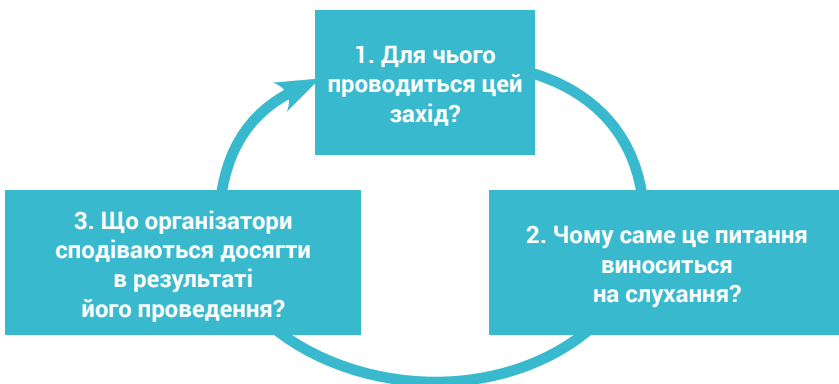 1. Для чього
проводиться цей
захід?
2. Чому саме це питання
виноситься
на слухання?
3. Що організатори
сподіваються досягти
в результаті
його проведення?